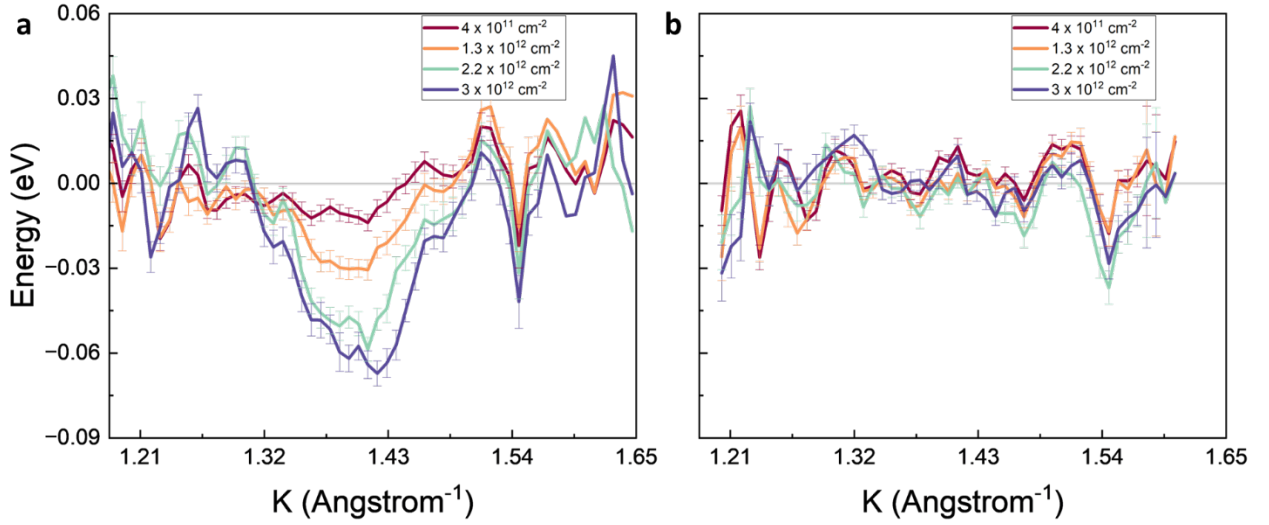 a
0.06
0.03
0.00
−0.03
−0.06
−0.09
Energy (eV)
4 x 10¹¹ cm⁻²
1.3 x 10¹² cm⁻²
2.2 x 10¹² cm⁻²
3 x 10¹² cm⁻²
1.21 1.32 1.43 1.54 1.65
K (Angstrom⁻¹)
b
4 x 10¹¹ cm⁻²
1.3 x 10¹² cm⁻²
2.2 x 10¹² cm⁻²
3 x 10¹² cm⁻²
1.21 1.32 1.43 1.54 1.65
K (Angstrom⁻¹)